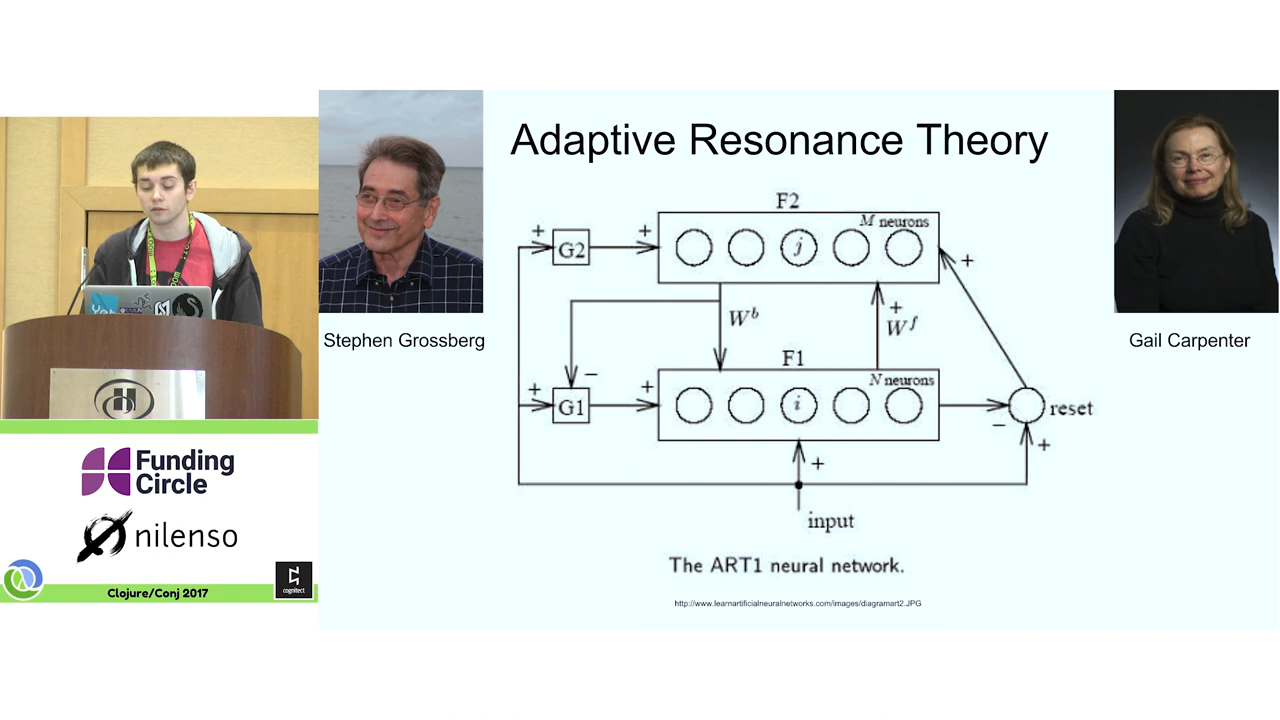 Adaptive Resonance Theory
Stephen Grossberg
Gail Carpenter
F2
M neurons
+
G2
+
j
+
W^b
+
W^f
F1
N neurons
−
+
G1
+
i
−
reset
+
+
input
The ART1 neural network.
http://www.learnartificialneuralnetworks.com/images/diagramart2.JPG
Funding
Circle
nilenso
Clojure/Conj 2017
cognitect